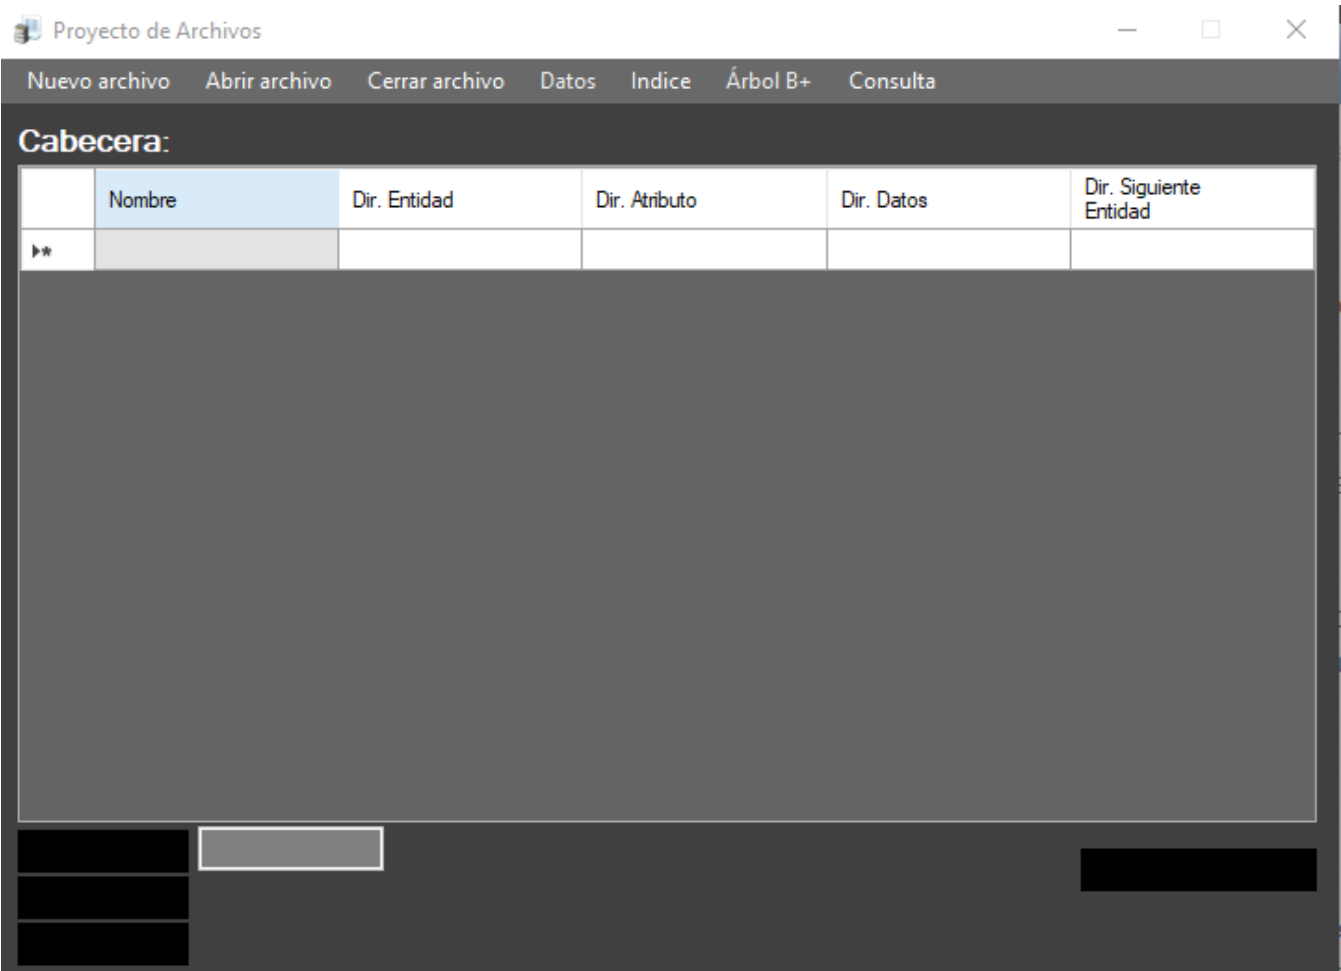 Proyecto de Archivos
Nuevo archivo Abrir archivo Cerrar archivo Datos Indice Árbol B+ Consulta
Cabecera:
Nombre Dir. Entidad Dir. Atributo Dir. Datos Dir. Siguiente
Entidad